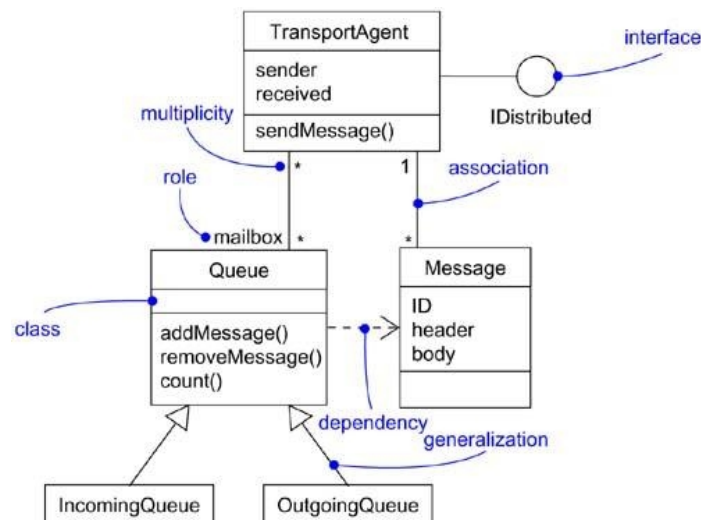 TransportAgent
interface
sender
received
IDistributed
multiplicity
sendMessage()
* 1
association
role
mailbox * *
Queue Message
class
ID
addMessage() header
removeMessage() body
count()
dependency
generalization
IncomingQueue OutgoingQueue